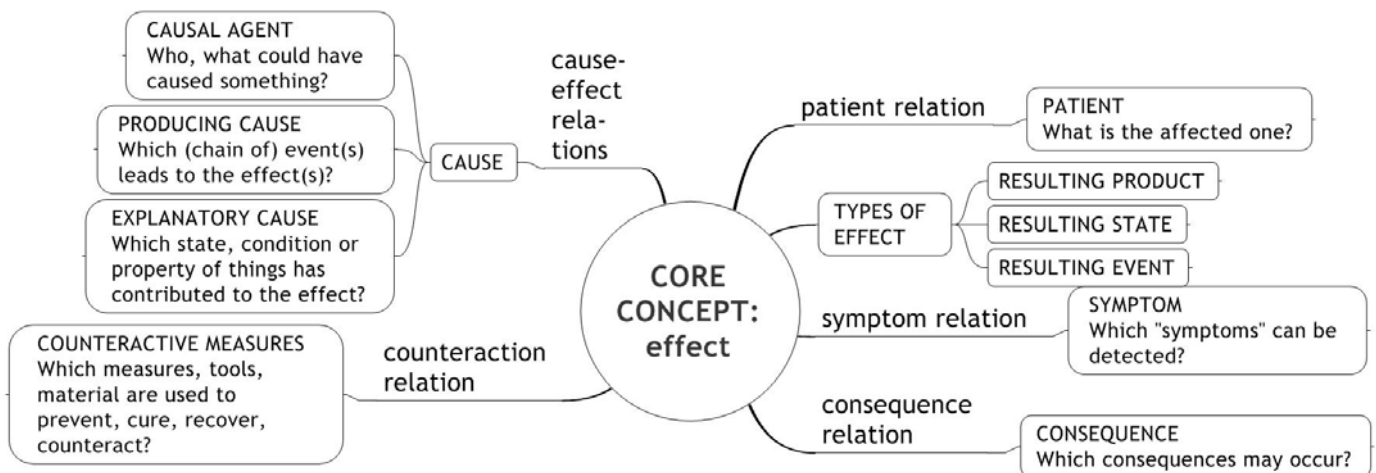 CAUSAL AGENT
Who, what could have
caused something?
PRODUCING CAUSE
Which (chain of) event(s)
leads to the effect(s)?
EXPLANATORY CAUSE
Which state, condition or
property of things has
contributed to the effect?
CAUSE
cause-
effect
rela-
tions
COUNTERACTIVE MEASURES
Which measures, tools,
material are used to
prevent, cure, recover,
counteract?
counteraction
relation
CORE
CONCEPT:
effect
patient relation
PATIENT
What is the affected one?
TYPES OF
EFFECT
RESULTING PRODUCT
RESULTING STATE
RESULTING EVENT
symptom relation
SYMPTOM
Which "symptoms" can be
detected?
consequence
relation
CONSEQUENCE
Which consequences may occur?